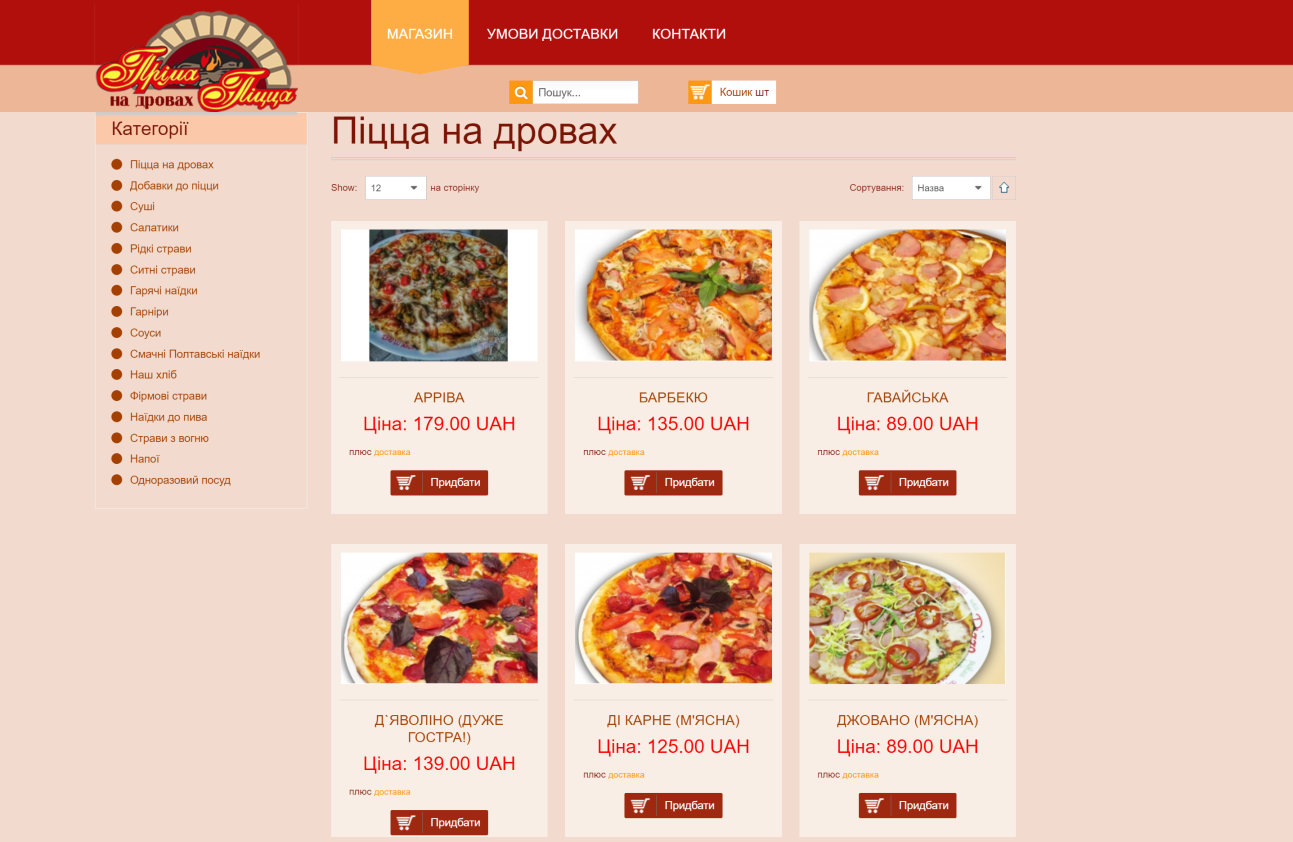 МАГАЗИН
УМОВИ ДОСТАВКИ
КОНТАКТИ
Пріма Піцца
на дровах
Пошук...
Кошик шт
Категорії
Піцца на дровах
Добавки до піцци
Суші
Салатики
Рідкі страви
Ситні страви
Гарячі наїдки
Гарніри
Соуси
Смачні Полтавські наїдки
Наш хліб
Фірмові страви
Наїдки до пива
Страви з вогню
Напої
Одноразовий посуд
Піцца на дровах
Show: 12 на сторінку
Сортування: Назва
АРРІВА
Ціна: 179.00 UAH
плюс доставка
Придбати
БАРБЕКЮ
Ціна: 135.00 UAH
плюс доставка
Придбати
ГАВАЙСЬКА
Ціна: 89.00 UAH
плюс доставка
Придбати
Д`ЯВОЛІНО (ДУЖЕ
ГОСТРА!)
Ціна: 139.00 UAH
плюс доставка
Придбати
ДІ КАРНЕ (М'ЯСНА)
Ціна: 125.00 UAH
плюс доставка
Придбати
ДЖОВАНО (М'ЯСНА)
Ціна: 89.00 UAH
плюс доставка
Придбати